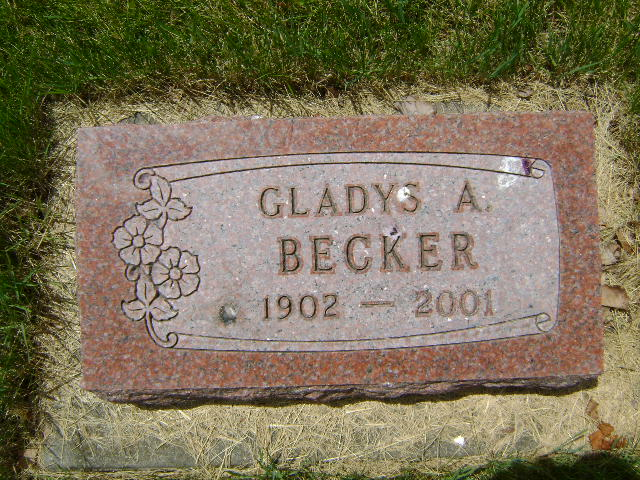 GLADYS A.
BECKER
1902 — 2001